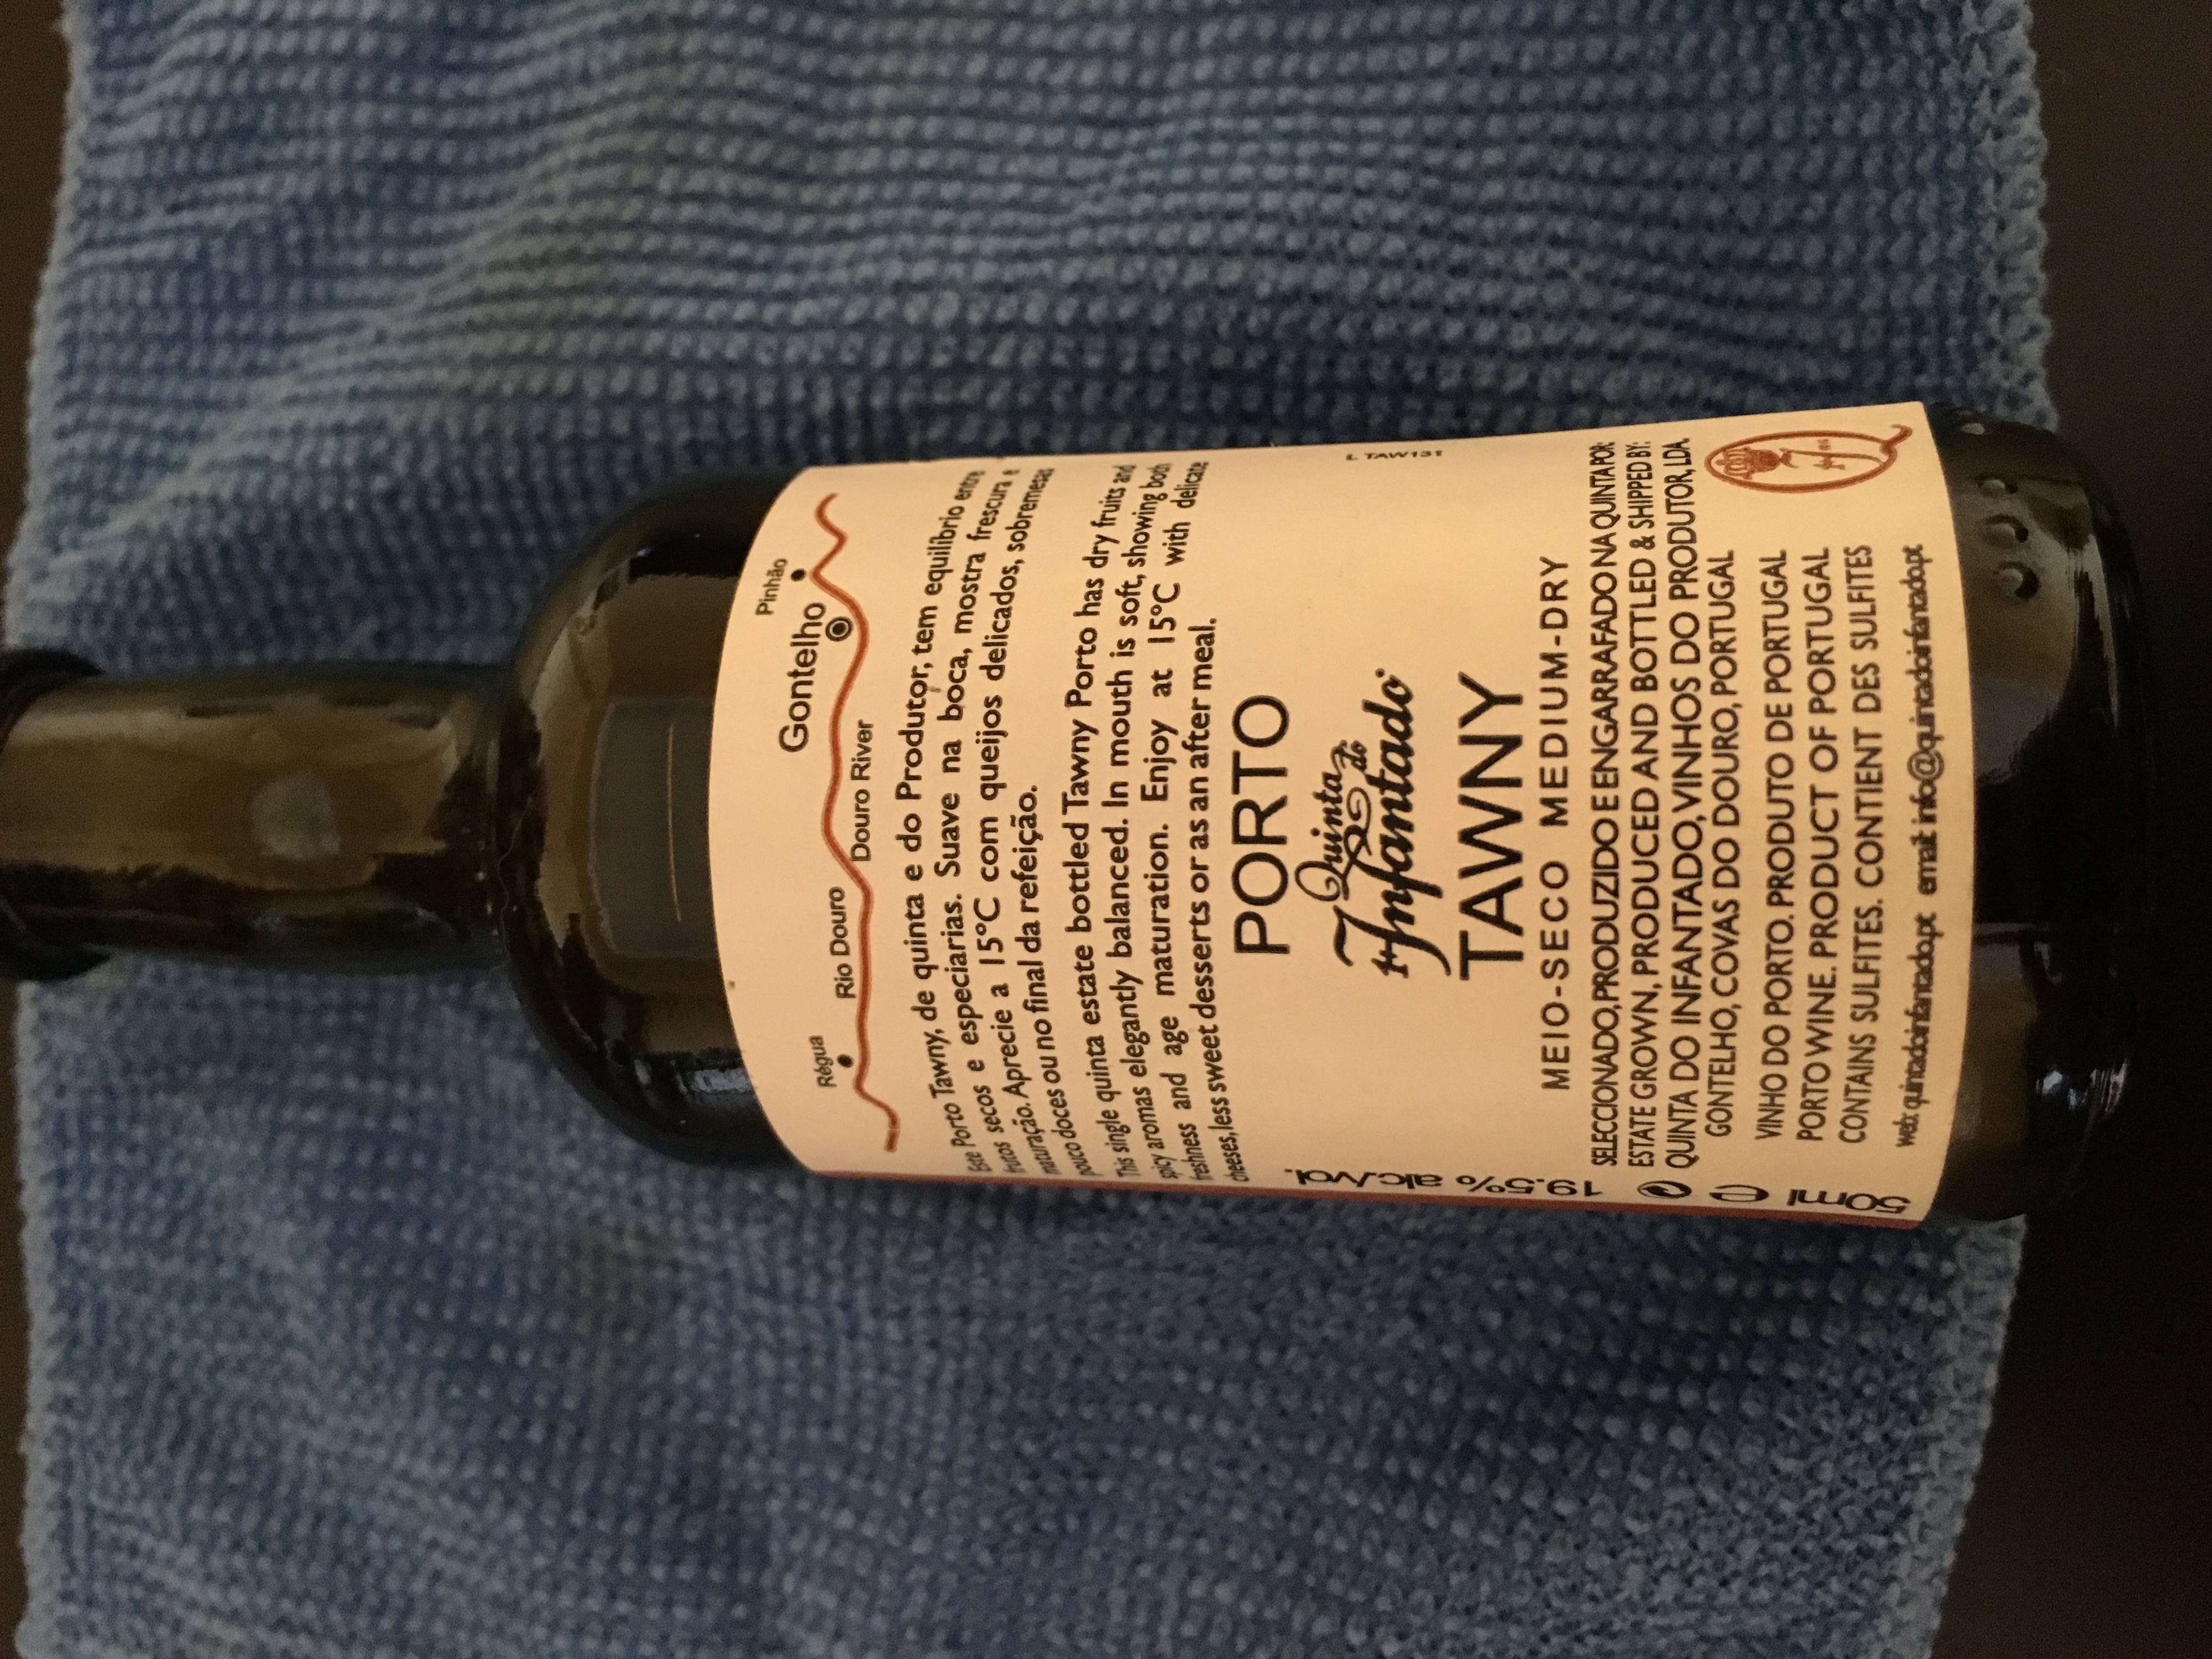 Pinhão
Gontelho
Rio Douro
Douro River
Régua
Este Porto Tawny, de quinta e do Produtor, tem equilíbrio entre
frutos secos e especiarias. Suave na boca, mostra frescura e
maturação. Aprecie a 15ºC com queijos delicados, sobremesas
pouco doces ou no final da refeição.
This single quinta estate bottled Tawny Porto has dry fruits and
spicy aromas elegantly balanced. In mouth is soft, showing both
freshness and age maturation. Enjoy at 15ºC with delicate
cheeses, less sweet desserts or as an after meal.
PORTO
Quinta do
Infantado
TAWNY
MEIO-SECO MEDIUM-DRY
SELECCIONADO, PRODUZIDO E ENGARRAFADO NA QUINTA POR:
ESTATE GROWN, PRODUCED AND BOTTLED & SHIPPED BY:
QUINTA DO INFANTADO, VINHOS DO PRODUTOR, LDA.
GONTELHO, COVAS DO DOURO, PORTUGAL
VINHO DO PORTO. PRODUTO DE PORTUGAL
PORTO WINE. PRODUCT OF PORTUGAL
CONTAINS SULFITES. CONTIENT DES SULFITES
web: quintadoinfantado.pt email: info@quintadoinfantado.pt
L TAW131
19.5% alc/vol.
50ml